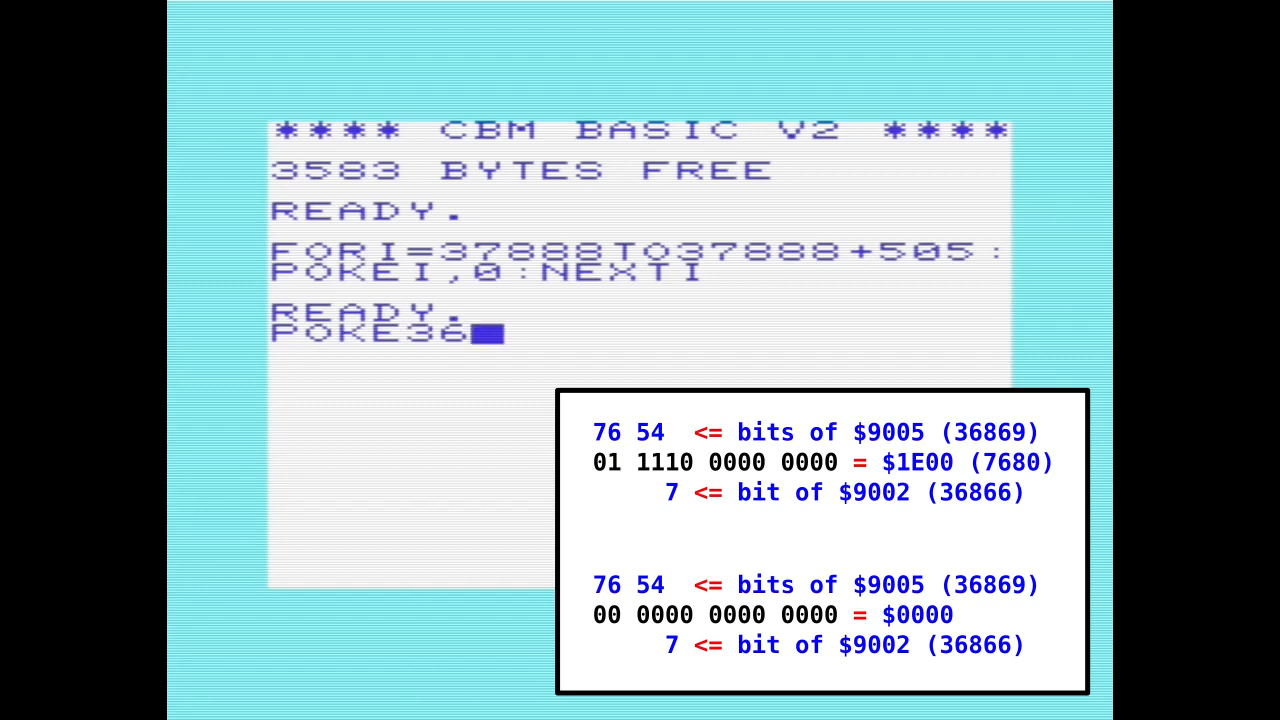 **** CBM BASIC V2 ****
3583 BYTES FREE
READY.
FORI=37888TO37888+505:
POKEI,0:NEXTI
READY.
POKE36
76 54  <= bits of $9005 (36869)
01 1110 0000 0000 = $1E00 (7680)
7 <= bit of $9002 (36866)
76 54  <= bits of $9005 (36869)
00 0000 0000 0000 = $0000
7 <= bit of $9002 (36866)